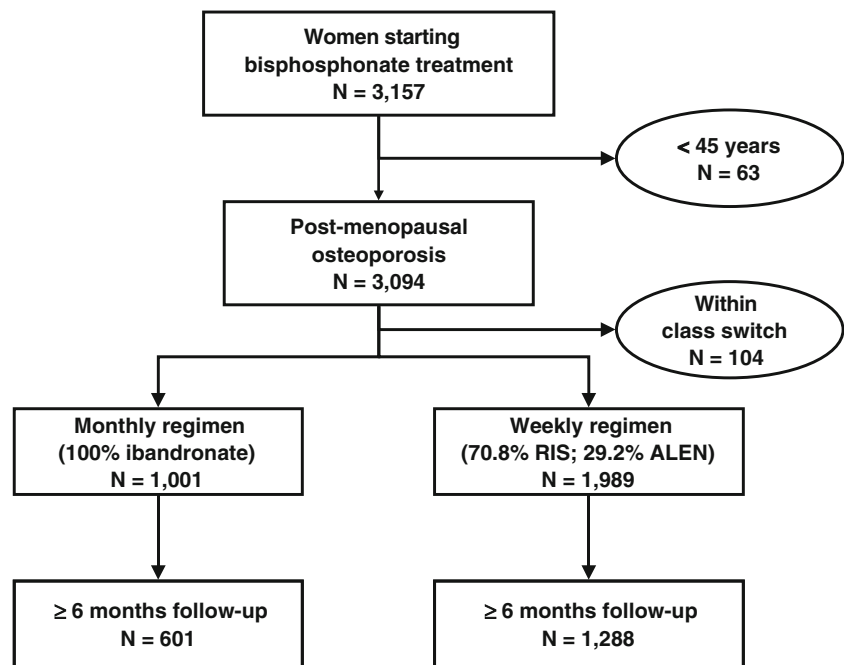 Women starting
bisphosphonate treatment
N = 3,157
< 45 years
N = 63
Post-menopausal
osteoporosis
N = 3,094
Within
class switch
N = 104
Monthly regimen
(100% ibandronate)
N = 1,001
Weekly regimen
(70.8% RIS; 29.2% ALEN)
N = 1,989
≥ 6 months follow-up
N = 601
≥ 6 months follow-up
N = 1,288